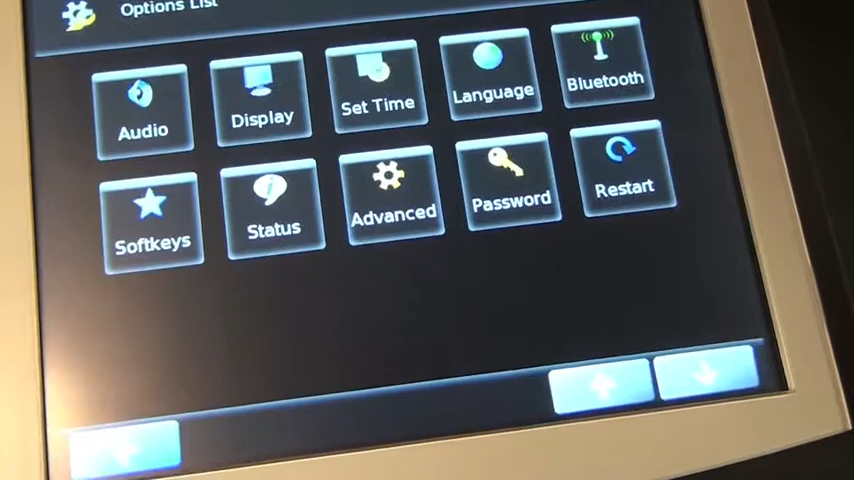 Options List
Audio
Display
Set Time
Language
Bluetooth
Softkeys
Status
Advanced
Password
Restart